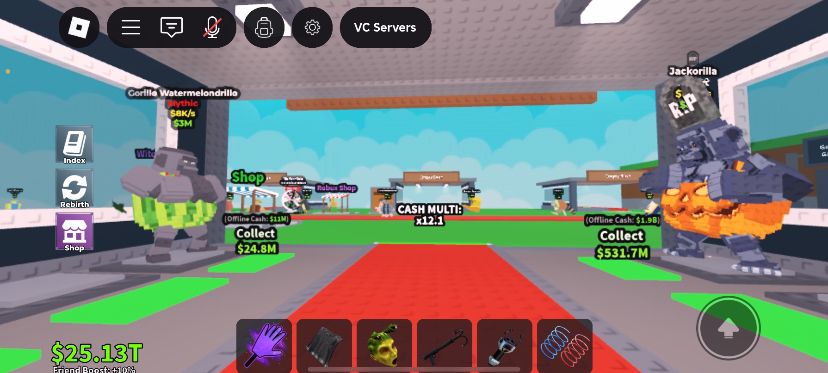 VC Servers
Gorillo Watermelondrillo
Mythic
$8K/s
$3M
Jackorilla
R.P
Index
Rebirth
Shop
Shop
Robux Shop
CASH MULTI:
x12.1
(Offline Cash: $11M)
Collect
$24.8M
(Offline Cash: $1.9B)
Collect
$531.7M
$25.13T
Friend Boost: +10%